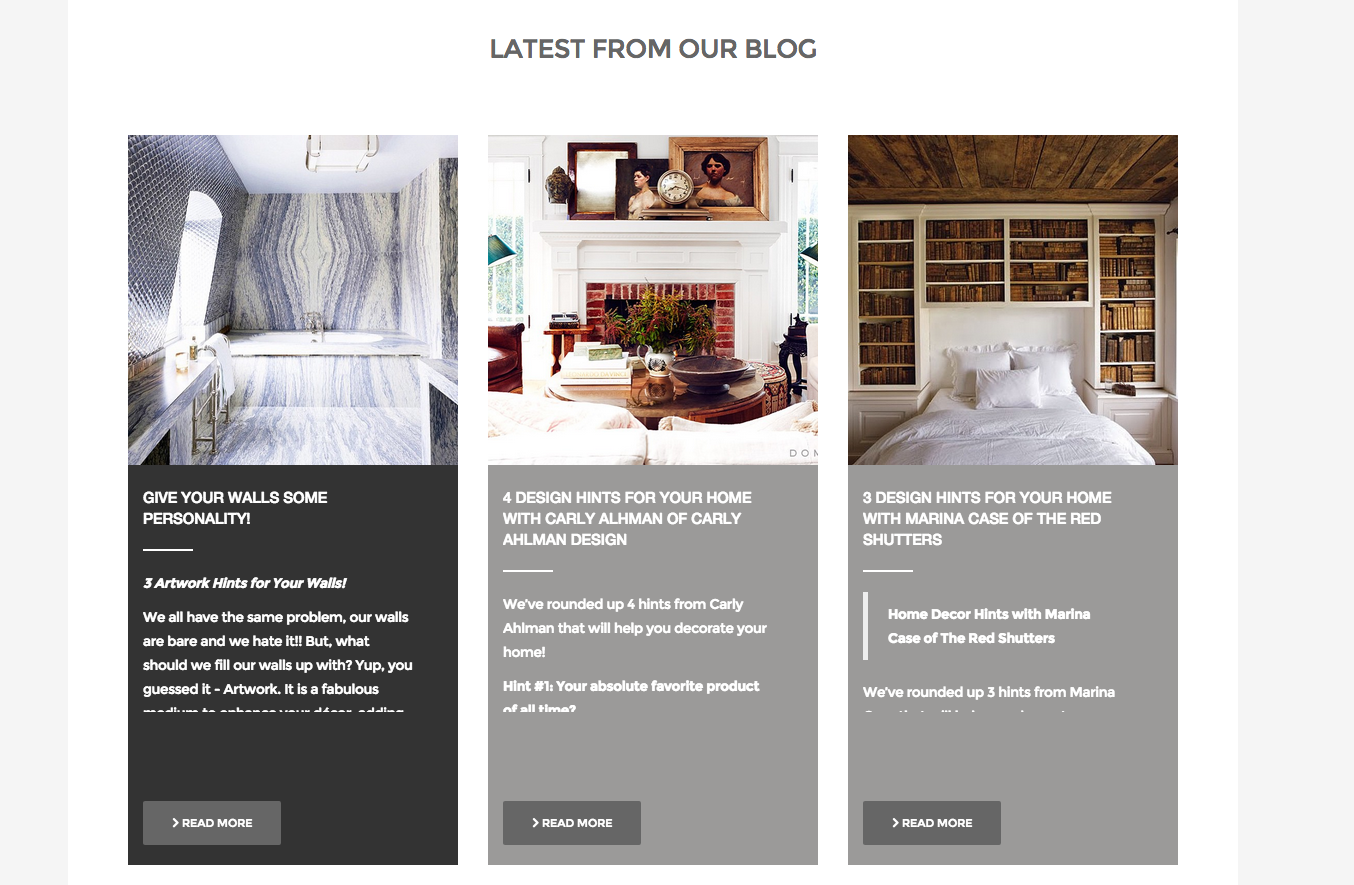 LATEST FROM OUR BLOG
GIVE YOUR WALLS SOME
PERSONALITY!
3 Artwork Hints for Your Walls!
We all have the same problem, our walls
are bare and we hate it!! But, what
should we fill our walls up with? Yup, you
guessed it - Artwork. It is a fabulous
medium to enhance your décor, adding
READ MORE
DOM
4 DESIGN HINTS FOR YOUR HOME
WITH CARLY ALHMAN OF CARLY
AHLMAN DESIGN
We've rounded up 4 hints from Carly
Ahlman that will help you decorate your
home!
Hint #1: Your absolute favorite product
of all time?
READ MORE
3 DESIGN HINTS FOR YOUR HOME
WITH MARINA CASE OF THE RED
SHUTTERS
Home Decor Hints with Marina
Case of The Red Shutters
We've rounded up 3 hints from Marina
READ MORE